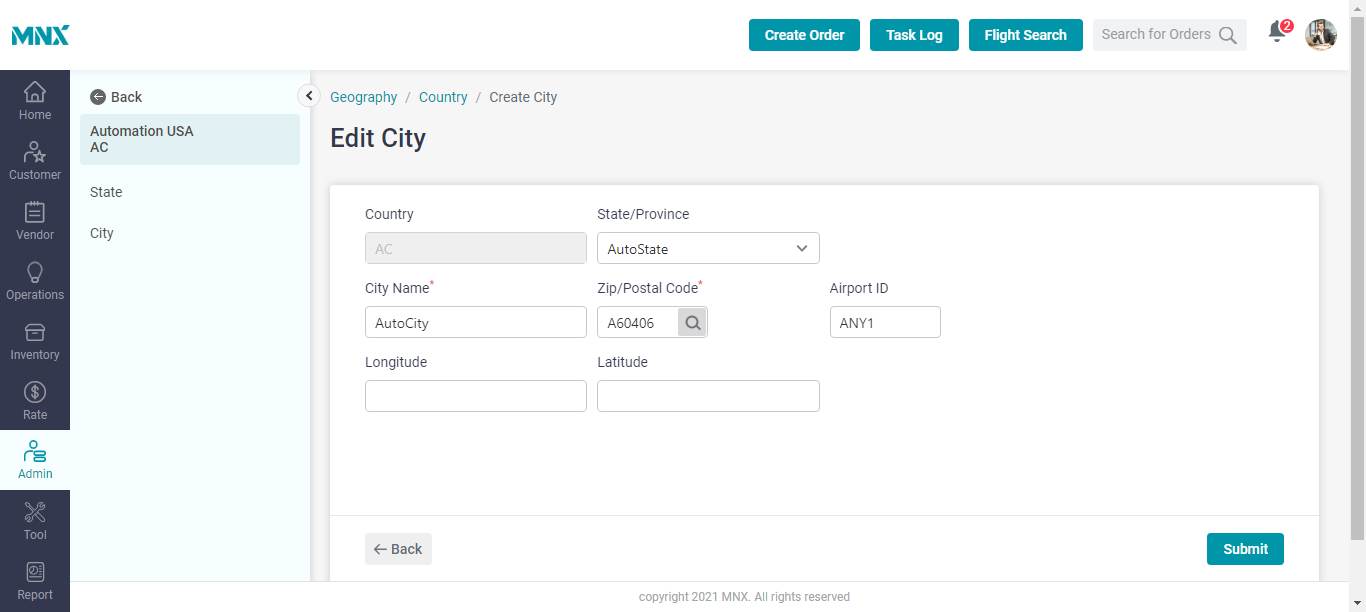 MNX
Create Order
Task Log
Flight Search
Search for Orders
2
Home
Customer
Vendor
Operations
Inventory
Rate
Admin
Tool
Report
Back
Automation USA
AC
State
City
Geography / Country / Create City
Edit City
Country
State/Province
AC
AutoState
City Name*
Zip/Postal Code*
Airport ID
AutoCity
A60406
ANY1
Longitude
Latitude
Back
Submit
copyright 2021 MNX. All rights reserved